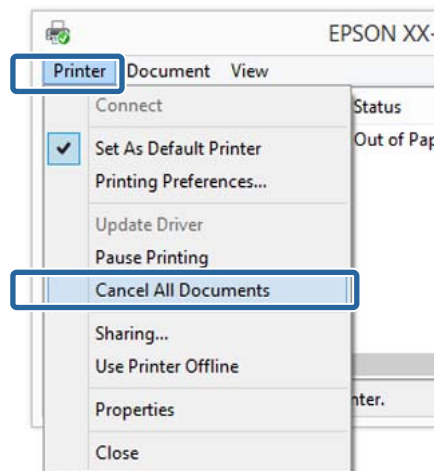 EPSON XX-
Printer Document View
Connect
Status
Set As Default Printer
Out of Pap
Printing Preferences...
Update Driver
Pause Printing
Cancel All Documents
Sharing...
Use Printer Offline
nter.
Properties
Close